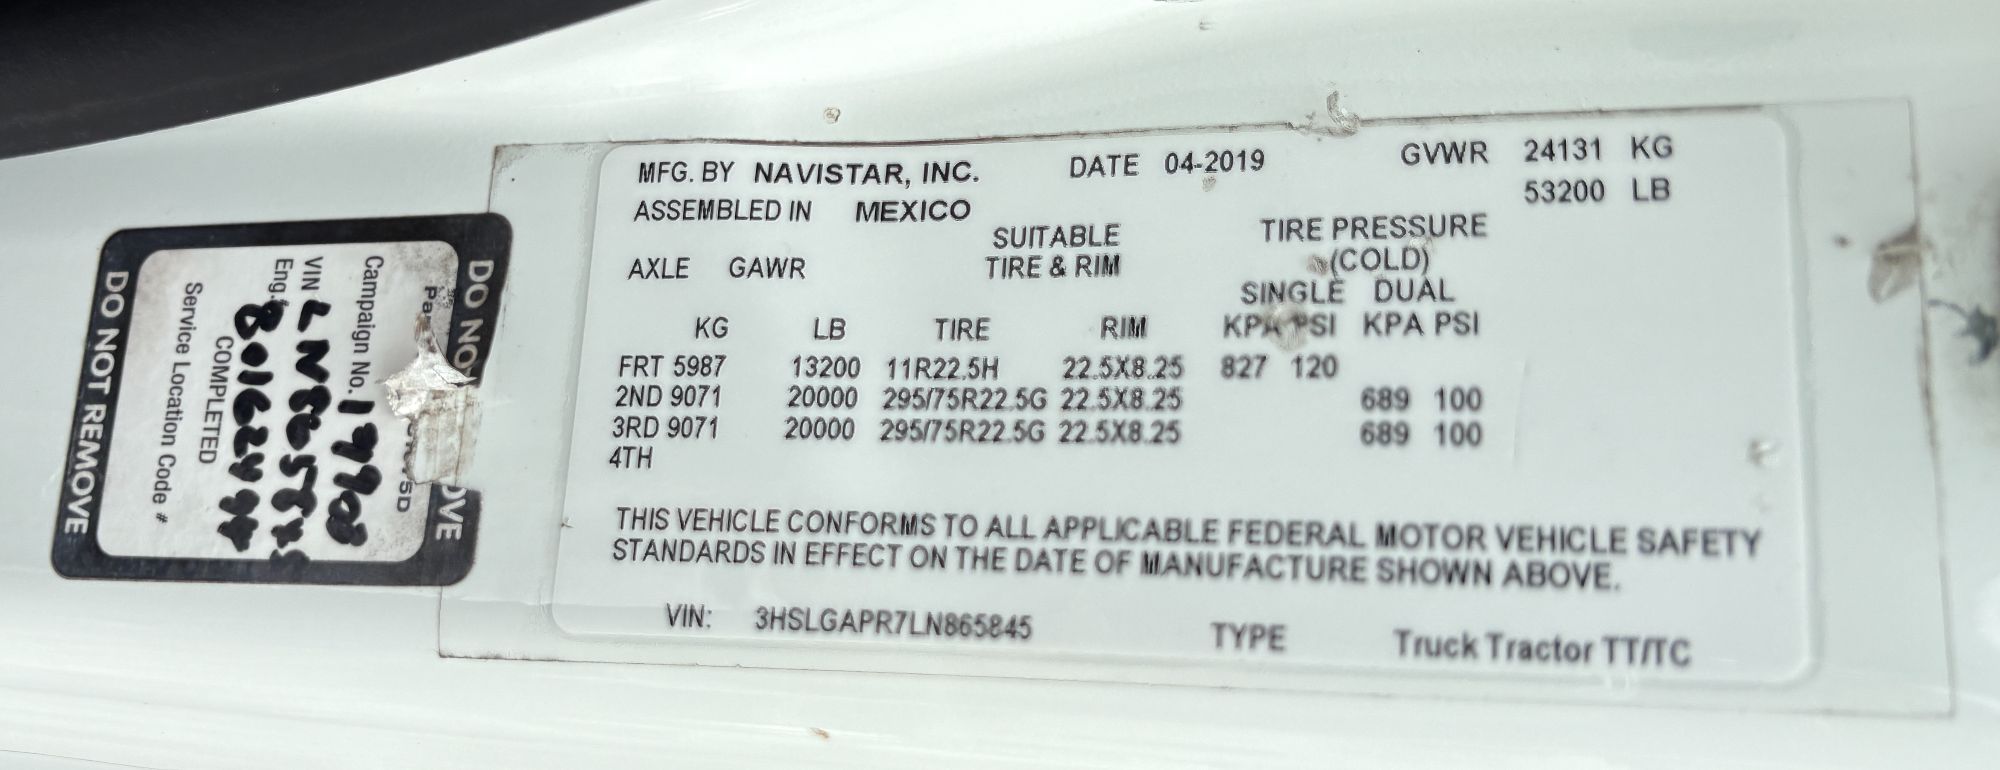 MFG. BY NAVISTAR, INC. DATE 04-2019 GVWR 24131 KG
53200 LB
ASSEMBLED IN MEXICO
SUITABLE TIRE PRESSURE
AXLE GAWR TIRE & RIM (COLD)
SINGLE DUAL
KG LB TIRE RIM KPA PSI KPA PSI
FRT 5987 13200 11R22.5H 22.5X8.25 827 120
2ND 9071 20000 295/75R22.5G 22.5X8.25 689 100
3RD 9071 20000 295/75R22.5G 22.5X8.25 689 100
4TH
THIS VEHICLE CONFORMS TO ALL APPLICABLE FEDERAL MOTOR VEHICLE SAFETY
STANDARDS IN EFFECT ON THE DATE OF MANUFACTURE SHOWN ABOVE.
VIN: 3HSLGAPR7LN865845 TYPE Truck Tractor TT/TC
DO NO OVE
Campaign No.
VIN
Eng.
COMPLETED
Service Location Code #
DO NOT REMOVE